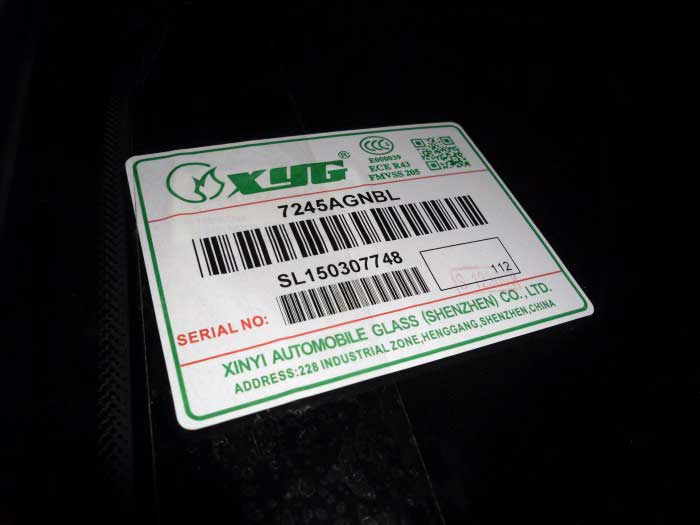 XYG®
E000039
ECE R43
FMVSS 205
7245AGNBL
SL150307748
112
SERIAL NO:
XINYI AUTOMOBILE GLASS (SHENZHEN) CO., LTD.
ADDRESS:228 INDUSTRIAL ZONE,HENGGANG,SHENZHEN,CHINA